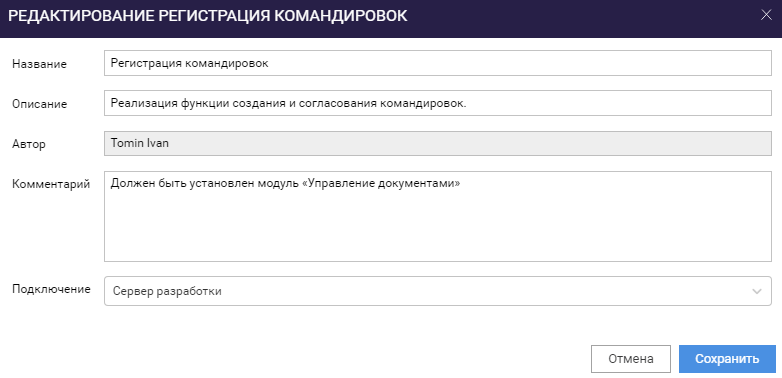 РЕДАКТИРОВАНИЕ РЕГИСТРАЦИЯ КОМАНДИРОВОК
Название Регистрация командировок
Описание Реализация функции создания и согласования командировок.
Автор Tomin Ivan
Комментарий Должен быть установлен модуль «Управление документами»
Подключение Сервер разработки
Отмена Сохранить